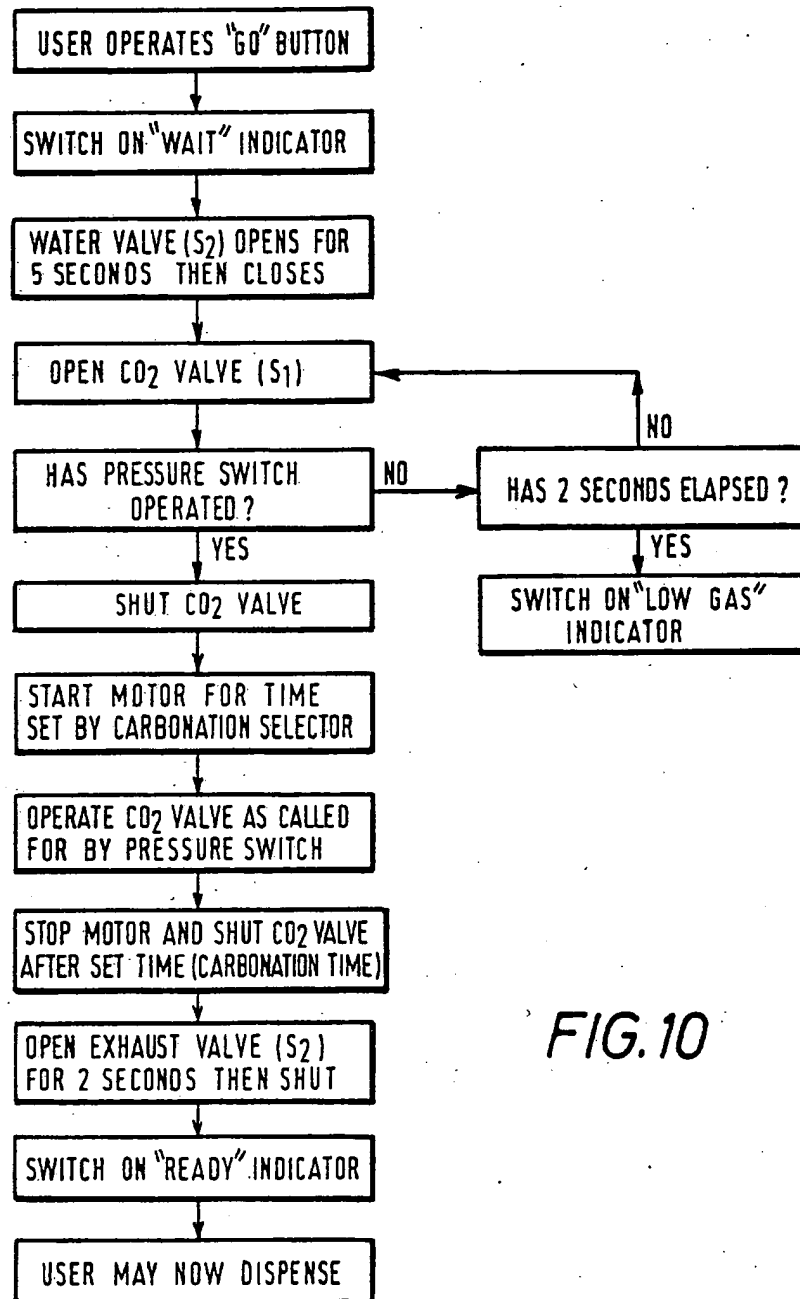 USER OPERATES "GO" BUTTON
SWITCH ON "WAIT" INDICATOR
WATER VALVE (S2) OPENS FOR
5 SECONDS THEN CLOSES
OPEN CO2 VALVE (S1)
NO
HAS PRESSURE SWITCH
OPERATED?
NO
HAS 2 SECONDS ELAPSED?
YES
YES
SHUT CO2 VALVE
SWITCH ON "LOW GAS"
INDICATOR
START MOTOR FOR TIME
SET BY CARBONATION SELECTOR
OPERATE CO2 VALVE AS CALLED
FOR BY PRESSURE SWITCH
STOP MOTOR AND SHUT CO2 VALVE
AFTER SET TIME (CARBONATION TIME)
OPEN EXHAUST VALVE (S2)
FOR 2 SECONDS THEN SHUT
FIG. 10
SWITCH ON "READY" INDICATOR
USER MAY NOW DISPENSE